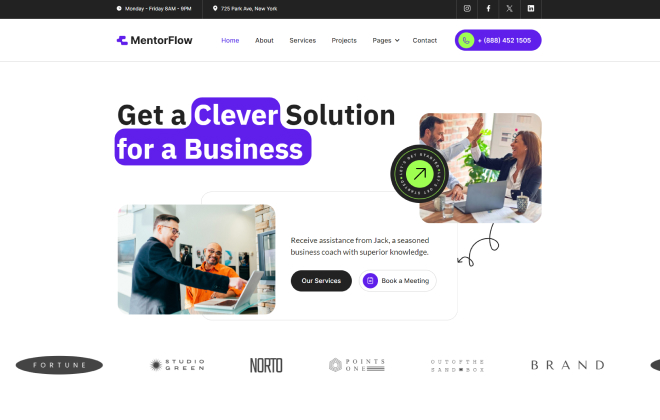 Monday - Friday 8AM - 9PM
725 Park Ave, New York
MentorFlow
Home
About
Services
Projects
Pages
Contact
+ (888) 452 1505
Get a Clever Solution
for a Business
Receive assistance from Jack, a seasoned
business coach with superior knowledge.
Our Services
Book a Meeting
FORTUNE
STUDIO
GREEN
NORTO
POINTS
ONE
OUTOFTHE
SANDBOX
BRAND